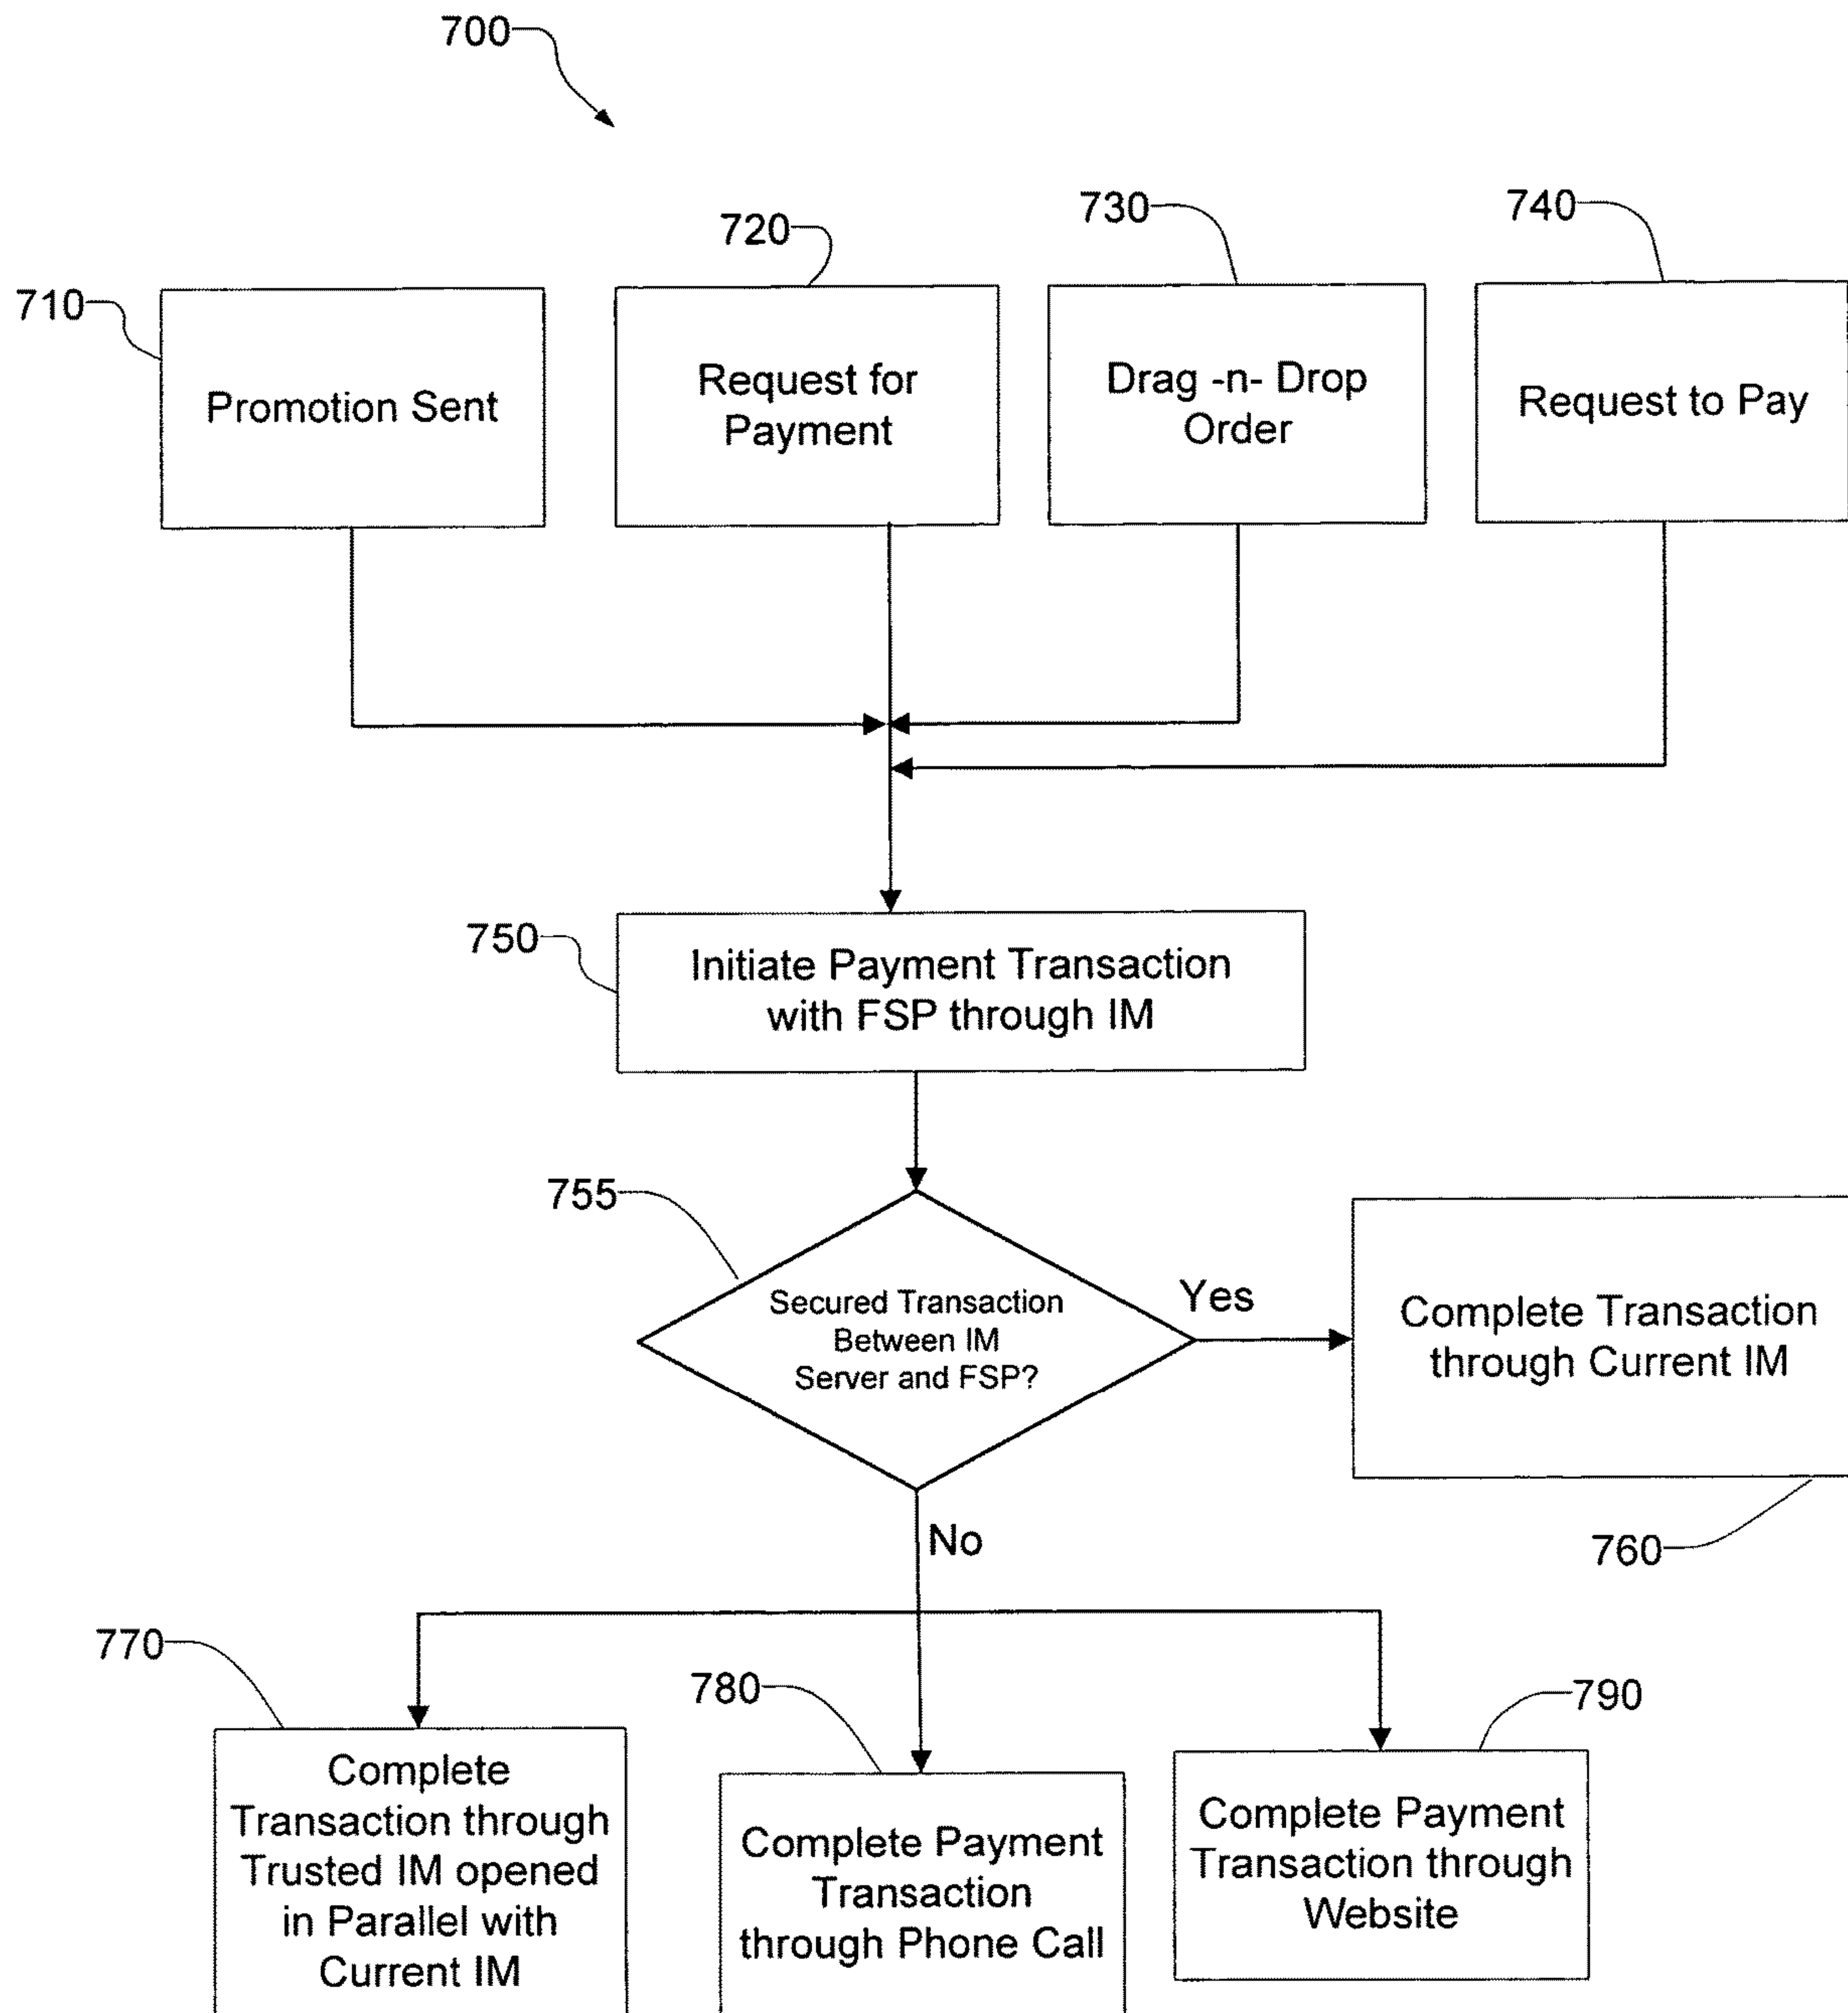 700
710
720
730
740
Promotion Sent
Request for
Payment
Drag -n- Drop
Order
Request to Pay
750
Initiate Payment Transaction
with FSP through IM
755
Secured Transaction
Between IM
Server and FSP?
Yes
Complete Transaction
through Current IM
760
No
770
Complete
Transaction through
Trusted IM opened
in Parallel with
Current IM
780
Complete Payment
Transaction
through Phone Call
790
Complete Payment
Transaction through
Website